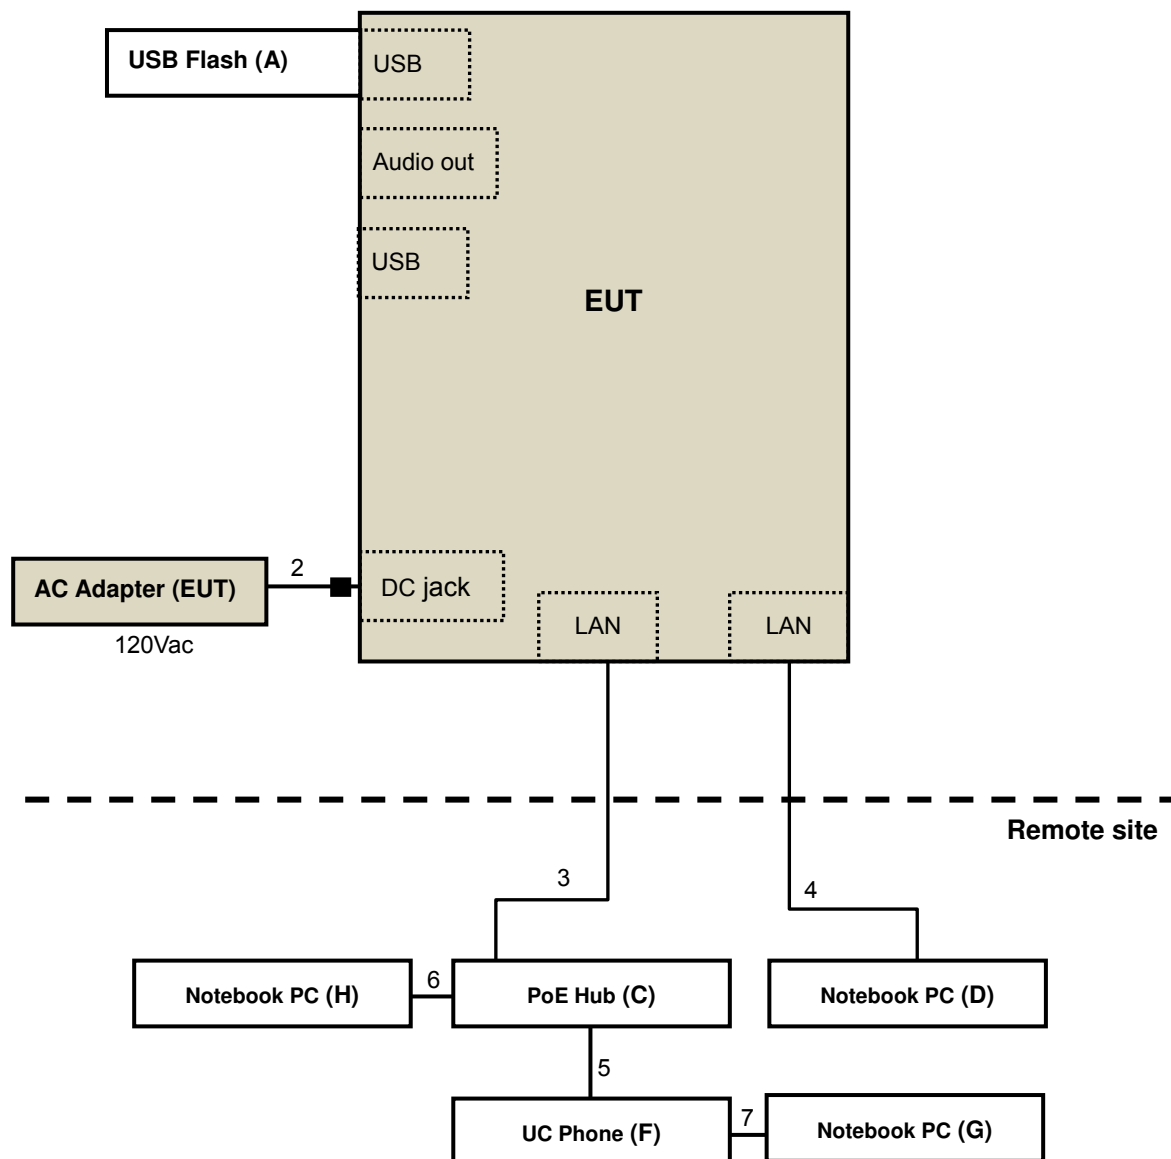 USB Flash (A)
USB
Audio out
USB
EUT
2
AC Adapter (EUT)
DC jack
120Vac
LAN
LAN
Remote site
3
4
Notebook PC (H)
6
PoE Hub (C)
Notebook PC (D)
5
UC Phone (F)
7
Notebook PC (G)